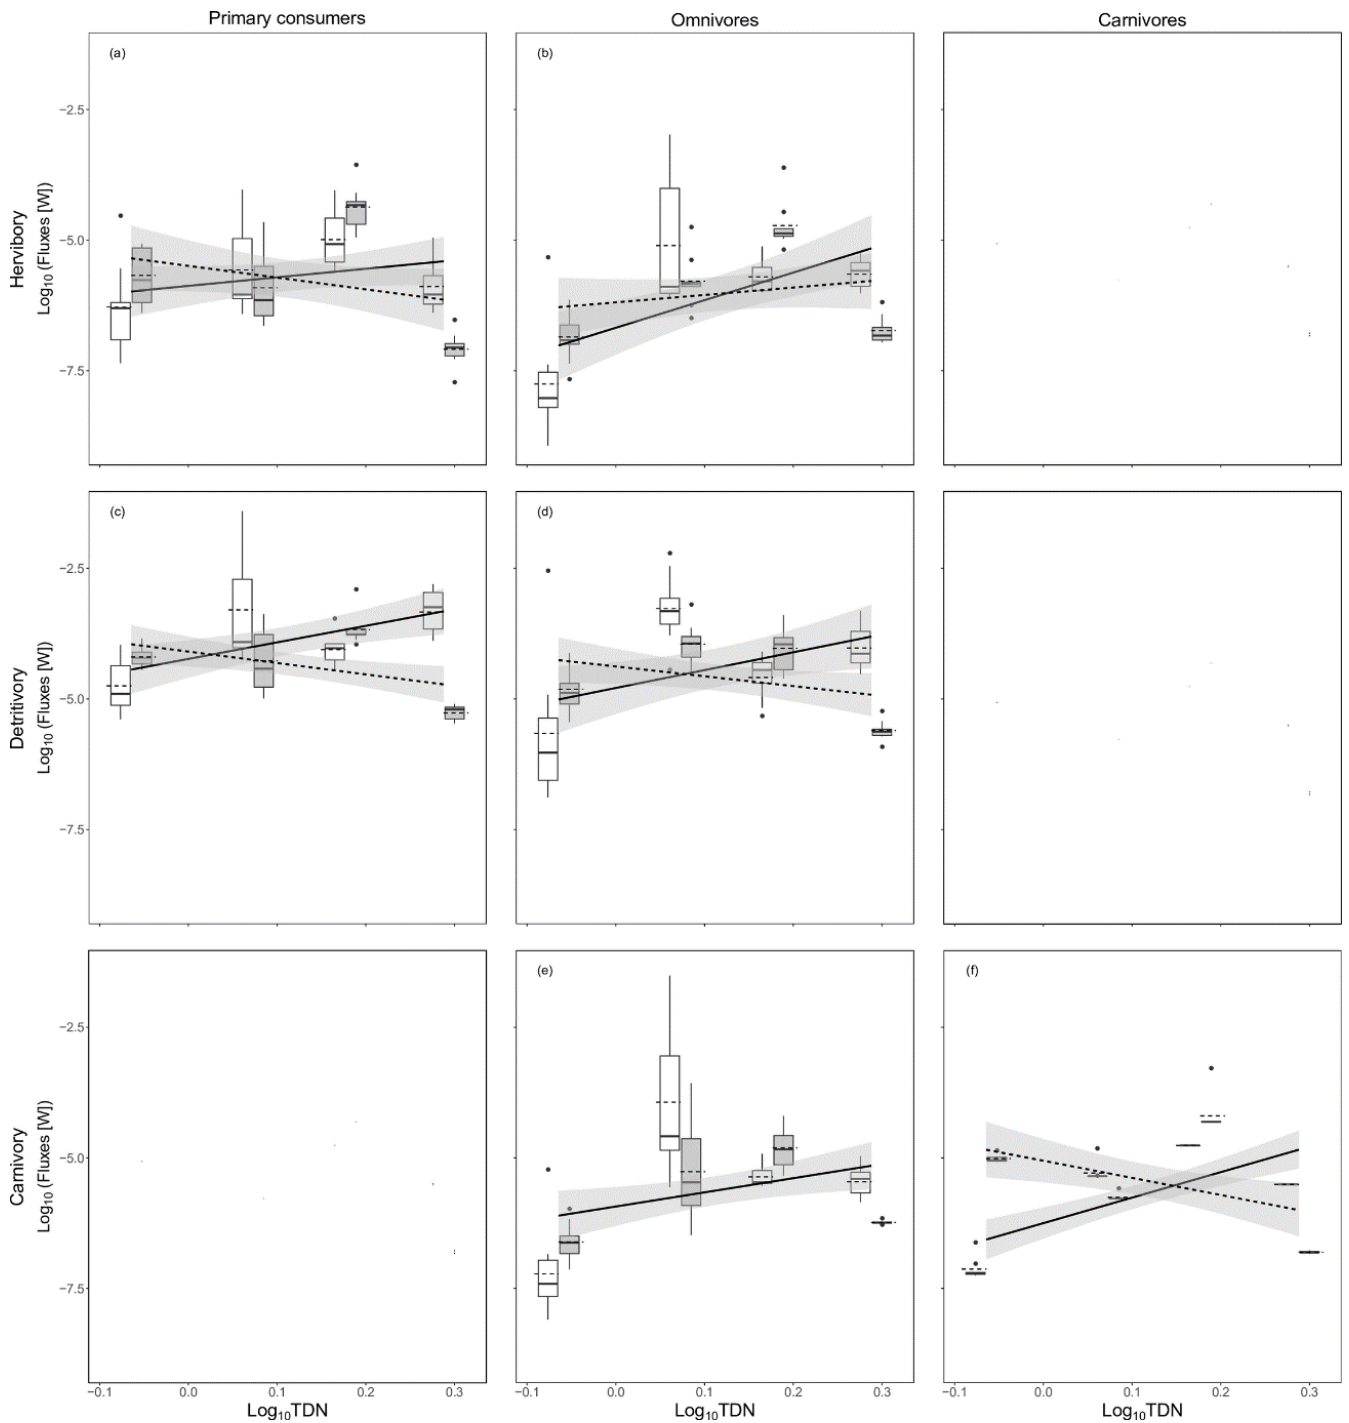 Primary consumers Omnivores Carnivores
(a) (b)
−2.5
−5.0
−7.5
Hervibory
Log10 (Fluxes [W])
(c) (d)
−2.5
−5.0
−7.5
Detritivory
Log10 (Fluxes [W])
(e) (f)
−2.5
−5.0
−7.5
Carnivory
Log10 (Fluxes [W])
−0.1 0.0 0.1 0.2 0.3 −0.1 0.0 0.1 0.2 0.3 −0.1 0.0 0.1 0.2 0.3
Log10TDN Log10TDN Log10TDN